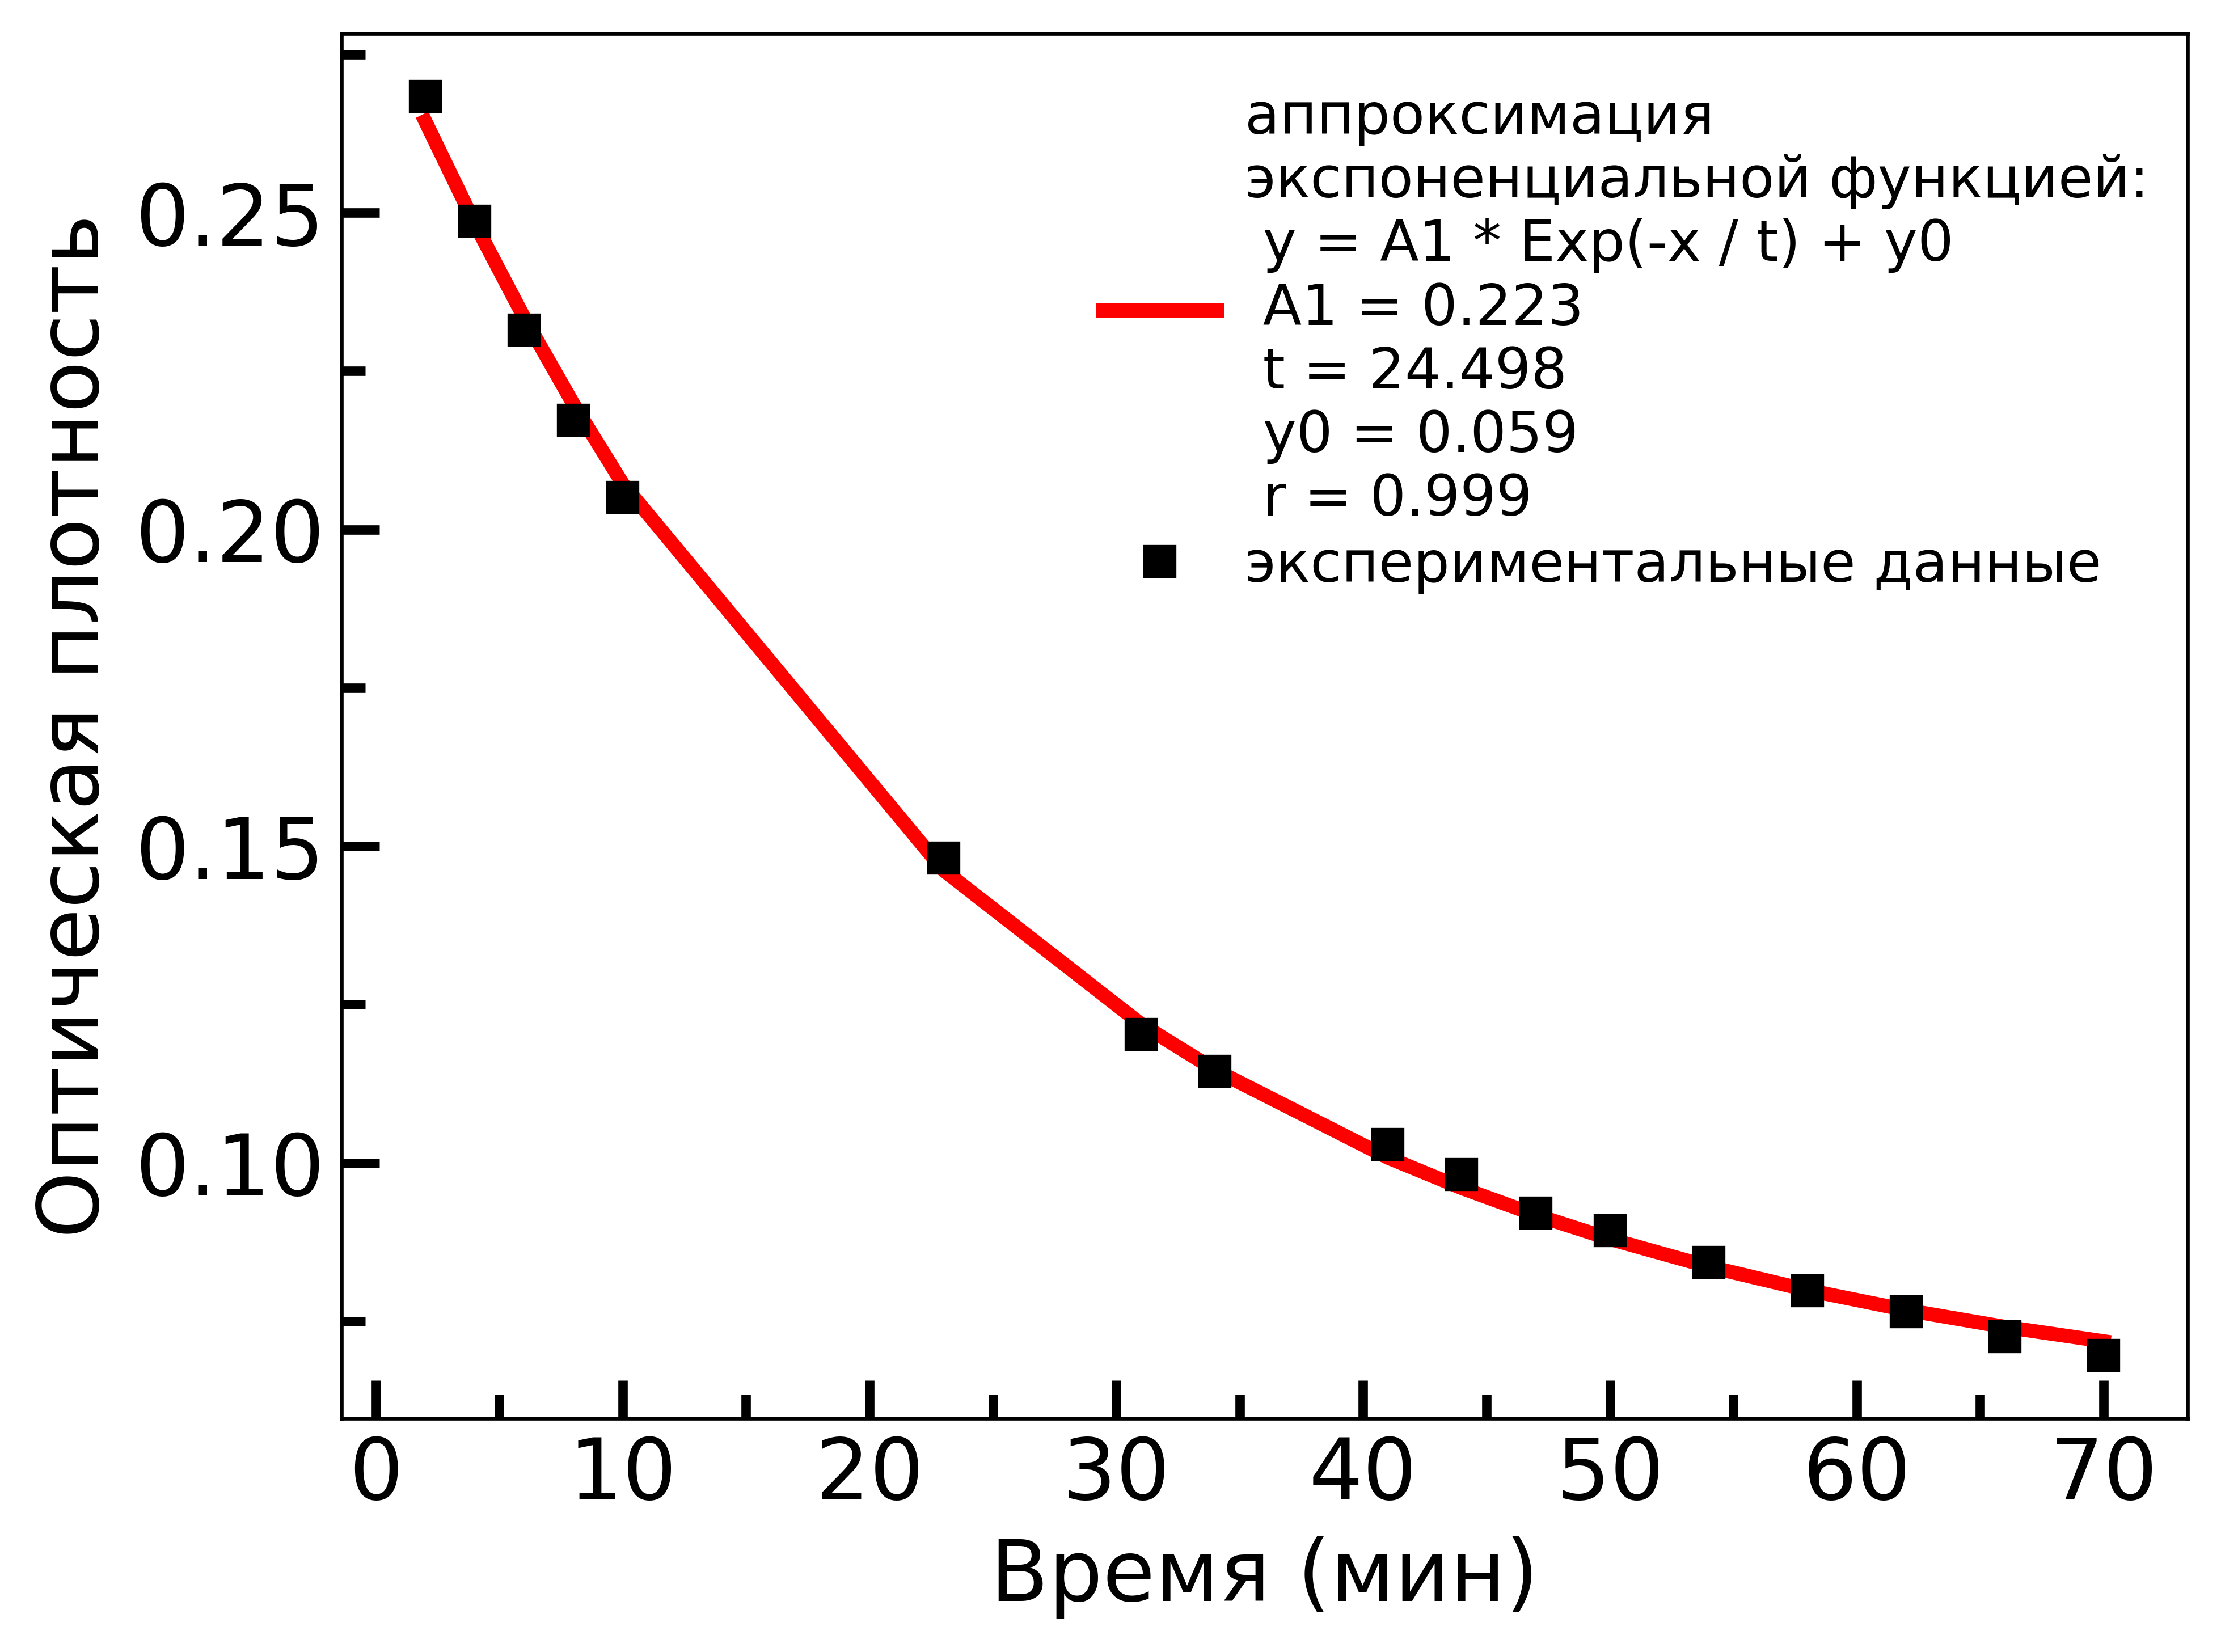 аппроксимация
экспоненциальной функцией:
y = A1 * Exp(-x / t) + y0
A1 = 0.223
t = 24.498
y0 = 0.059
r = 0.999
экспериментальные данные
Оптическая плотность
0.25
0.20
0.15
0.10
0 10 20 30 40 50 60 70
Время (мин)